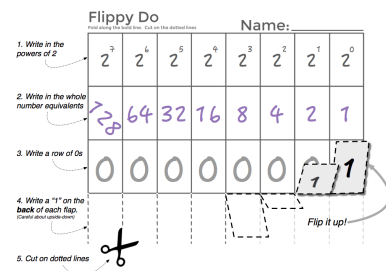 Flippy Do
Fold along the bold line. Cut on the dotted lines
Name:
1. Write in the
powers of 2
2^7 2^6 2^5 2^4 2^3 2^2 2^1 2^0
2. Write in the whole
number equivalents
128 64 32 16 8 4 2 1
3. Write a row of 0s
0 0 0 0 0 0 0 1
1
4. Write a "1" on the
back of each flap.
(Careful about upside-down)
Flip it up!
5. Cut on dotted lines